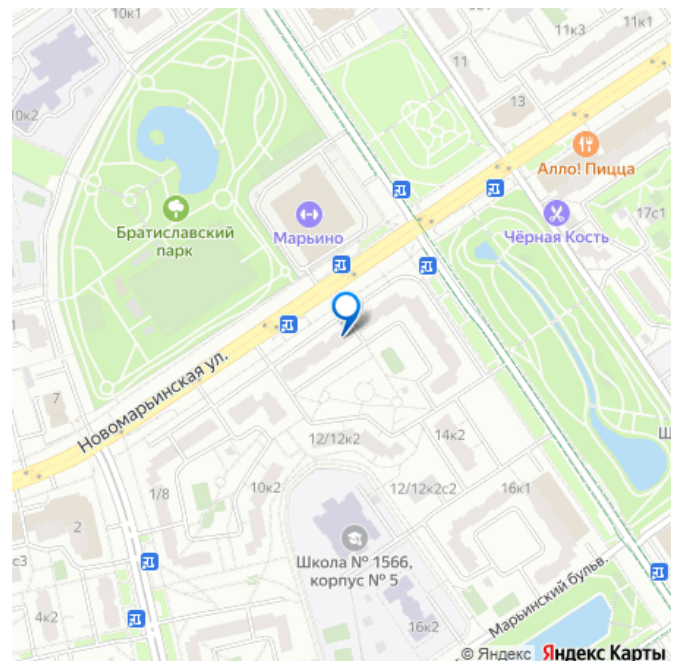 10к1
11к3
11к1
11
10к2
13
Алло! Пицца
Братиславский
парк
Марьино
Чёрная Кость
17с1
Новомарьинская ул.
7
12/12к2
14к2
Ш
1/8
10к2
12/12к2с2
16к1
2
Школа № 1566,
корпус № 5
с3
4к2
16к2
Марьинский бульв.
© Яндекс Яндекс Карты